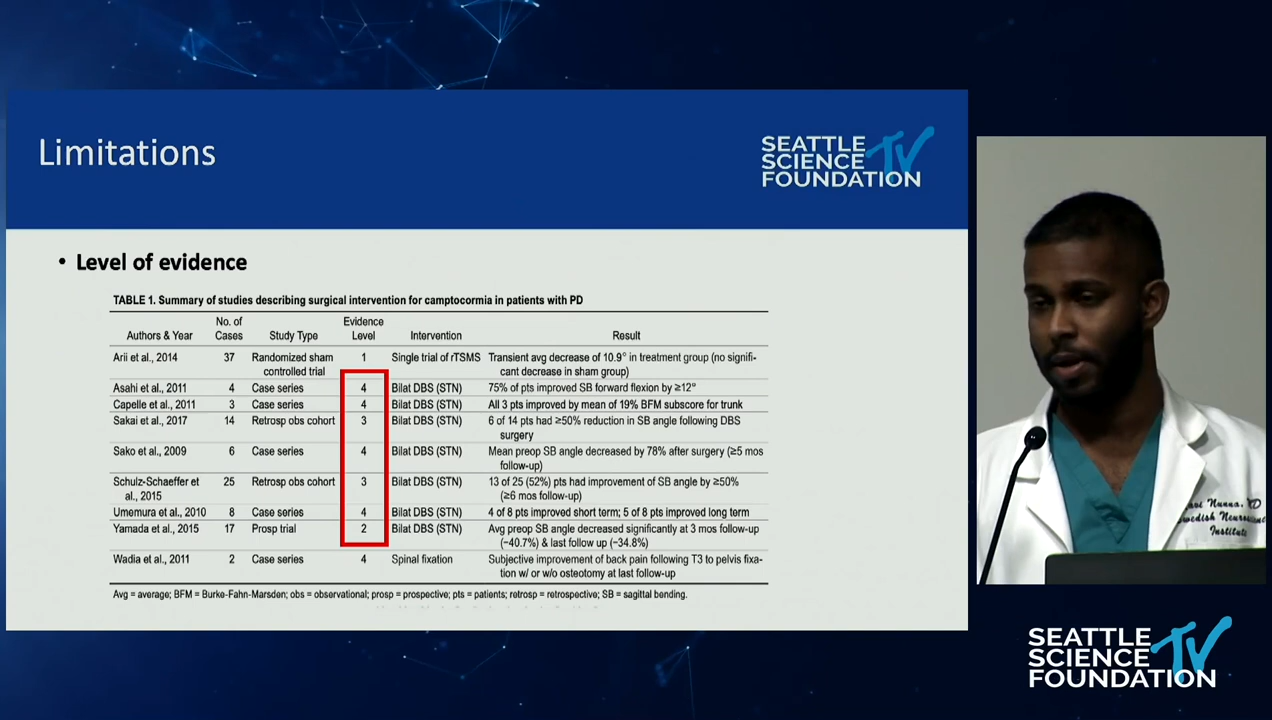 Limitations
SEATTLE
SCIENCE TV
FOUNDATION
• Level of evidence
TABLE 1. Summary of studies describing surgical intervention for camptocormia in patients with PD
Authors & Year No. of Cases Study Type Evidence Level Intervention Result
Arii et al., 2014 37 Randomized sham controlled trial 1 Single trial of rTSMS Transient avg decrease of 10.9° in treatment group (no signifi-
cant decrease in sham group)
Asahi et al., 2011 4 Case series 4 Bilat DBS (STN) 75% of pts improved SB forward flexion by ≥12°
Capelle et al., 2011 3 Case series 4 Bilat DBS (STN) All 3 pts improved by mean of 19% BFM subscore for trunk
Sakai et al., 2017 14 Retrosp obs cohort 3 Bilat DBS (STN) 6 of 14 pts had ≥50% reduction in SB angle following DBS
surgery
Sako et al., 2009 6 Case series 4 Bilat DBS (STN) Mean preop SB angle decreased by 78% after surgery (≥5 mos
follow-up)
Schulz-Schaeffer et al., 2015 25 Retrosp obs cohort 3 Bilat DBS (STN) 13 of 25 (52%) pts had improvement of SB angle by ≥50%
(≥6 mos follow-up)
Umemura et al., 2010 8 Case series 4 Bilat DBS (STN) 4 of 8 pts improved short term; 5 of 8 pts improved long term
Yamada et al., 2015 17 Prosp trial 2 Bilat DBS (STN) Avg preop SB angle decreased significantly at 3 mos follow-up
(−40.7%) & last follow up (−34.8%)
Wadia et al., 2011 2 Case series 4 Spinal fixation Subjective improvement of back pain following T3 to pelvis fixa-
tion w/ or w/o osteotomy at last follow-up
Avg = average; BFM = Burke-Fahn-Marsden; obs = observational; prosp = prospective; pts = patients; retrosp = retrospective; SB = sagittal bending.
Nunna
Swedish
Institute
SEATTLE
SCIENCE TV
FOUNDATION